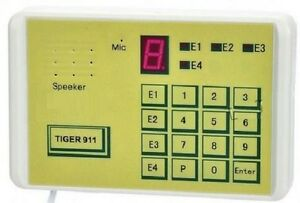 Mic
8.
E1 E2 E3
E4
Speeker
E1 1 2 3
E2 4 5 6
TIGER 911
E3 7 8 9
E4 P 0 Enter